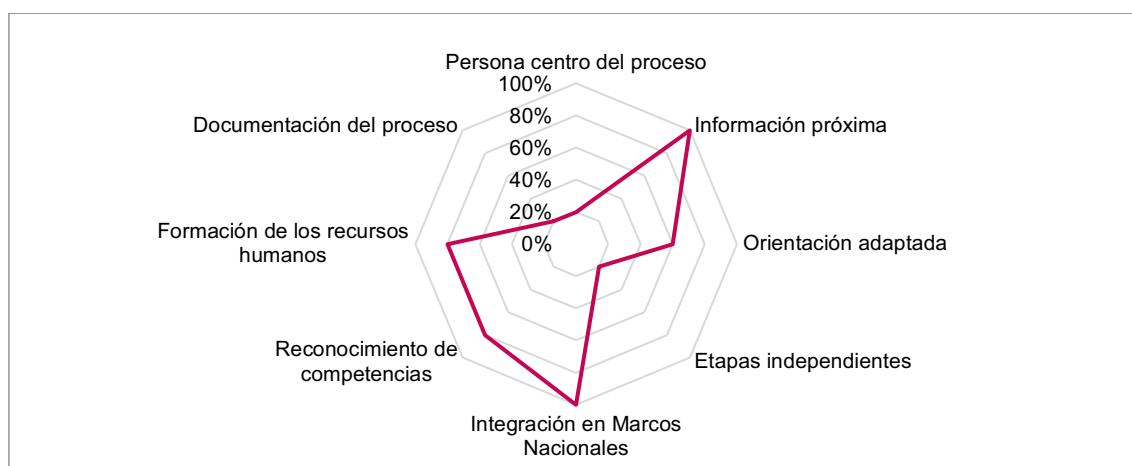 Persona centro del proceso
100%
80%
60%
40%
20%
0%
Información próxima
Orientación adaptada
Etapas independientes
Integración en Marcos
Nacionales
Reconocimiento de
competencias
Formación de los recursos
humanos
Documentación del proceso